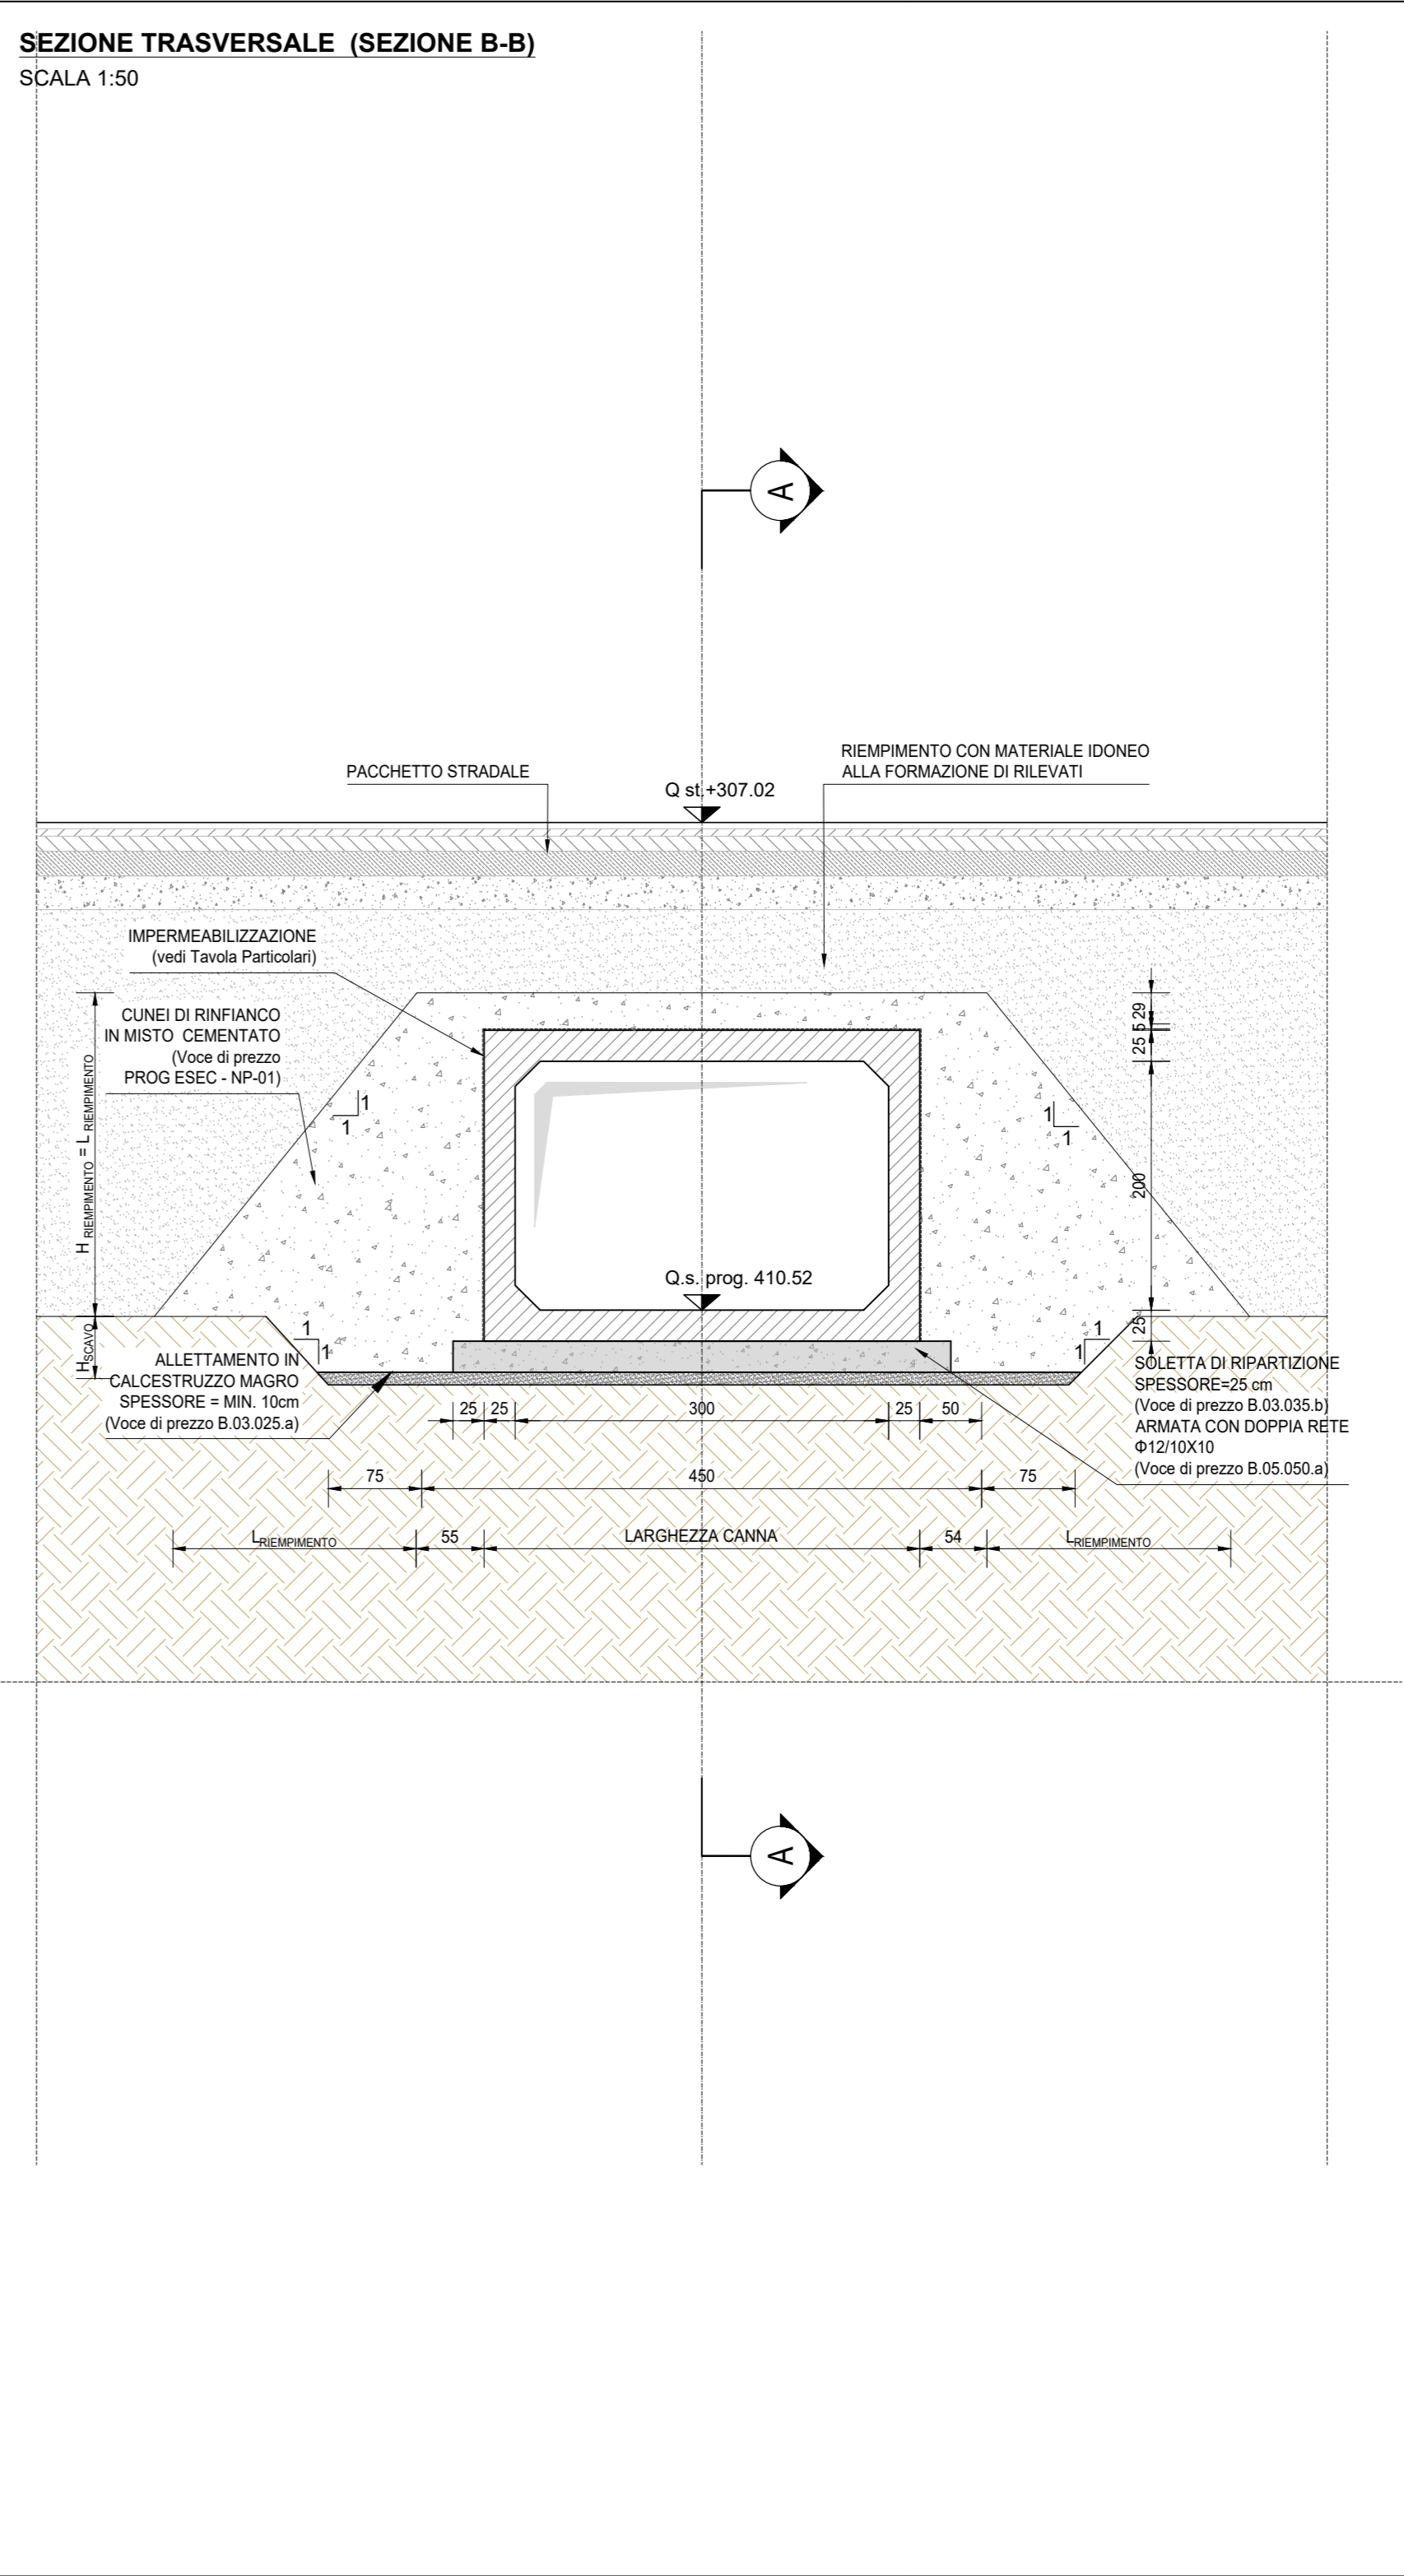 SEZIONE TRASVERSALE (SEZIONE B-B)
SCALA 1:50
A
RIEMPIMENTO CON MATERIALE IDONEO
ALLA FORMAZIONE DI RILEVATI
PACCHETTO STRADALE
Q st.+307.02
IMPERMEABILIZZAZIONE
(vedi Tavola Particolari)
CUNEI DI RINFIANCO
IN MISTO CEMENTATO
(Voce di prezzo
PROG ESEC - NP-01)
H RIEMPIMENTO = L RIEMPIMENTO
HSCAVO
1
1
1
1
29
5
25
200
25
Q.s. prog. 410.52
1
1
1
1
ALLETTAMENTO IN
CALCESTRUZZO MAGRO
SPESSORE = MIN. 10cm
(Voce di prezzo B.03.025.a)
SOLETTA DI RIPARTIZIONE
SPESSORE=25 cm
(Voce di prezzo B.03.035.b)
ARMATA CON DOPPIA RETE
Φ12/10X10
(Voce di prezzo B.05.050.a)
25 25 300 25 50
75 450 75
LRIEMPIMENTO 55 LARGHEZZA CANNA 54 LRIEMPIMENTO
A